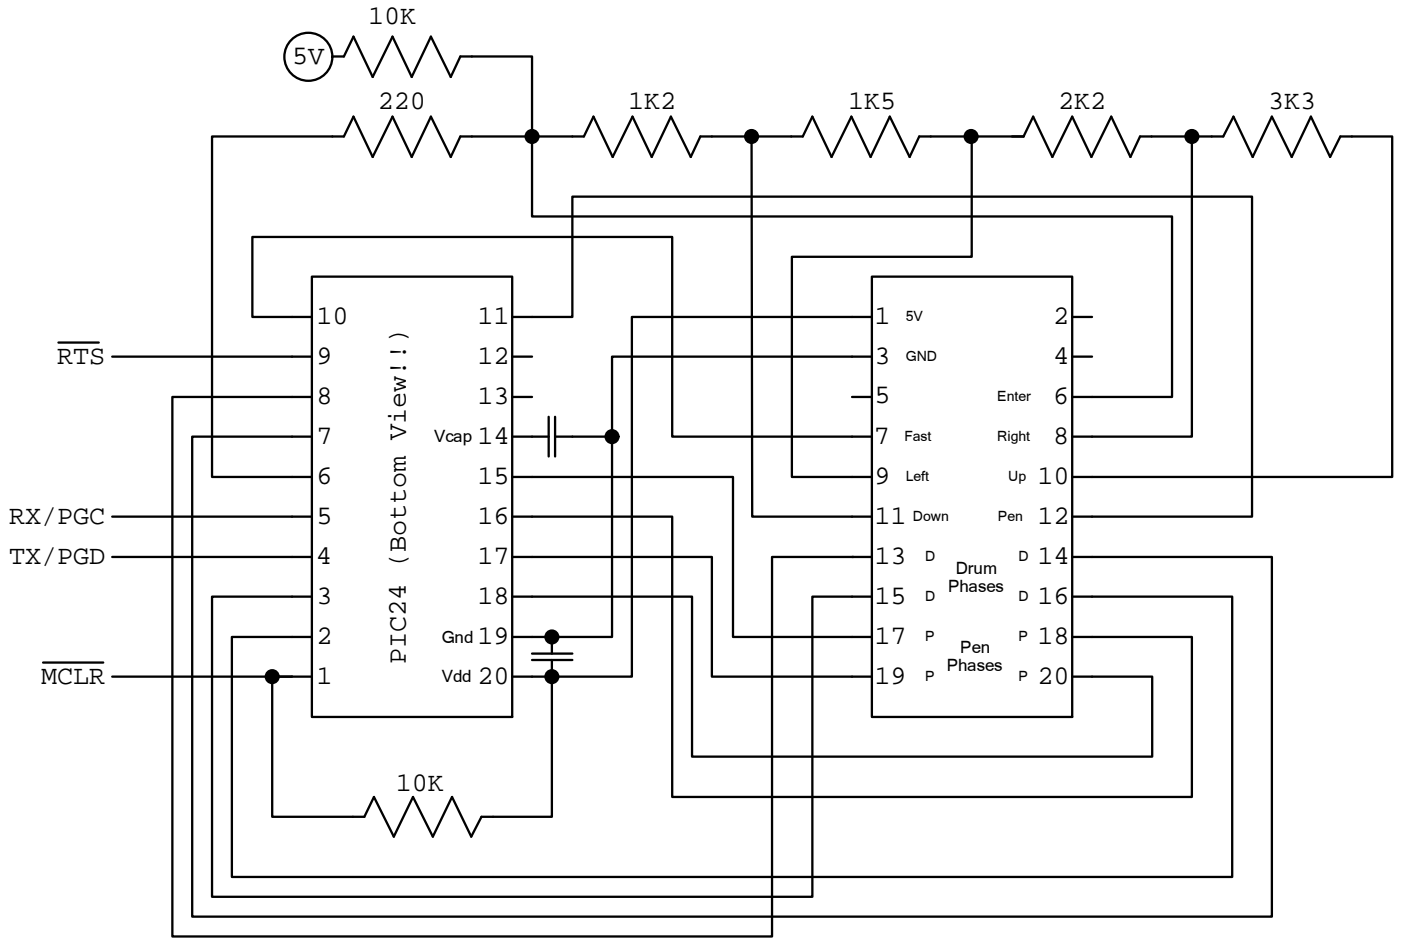 10K
5V
220
1K2
1K5
2K2
3K3
10
11
1 5V
2
RTS
9
12
3 GND
4
8
13
5
Enter 6
7
Vcap 14
7 Fast
Right 8
6
15
9 Left
Up 10
RX/PGC
5
16
11 Down
Pen 12
TX/PGD
4
17
13 D
Drum
Phases
D 14
3
18
15 D
D 16
2
Gnd 19
17 P
Pen
Phases
P 18
MCLR
1
Vdd 20
19 P
P 20
PIC24 (Bottom View!!)
10K